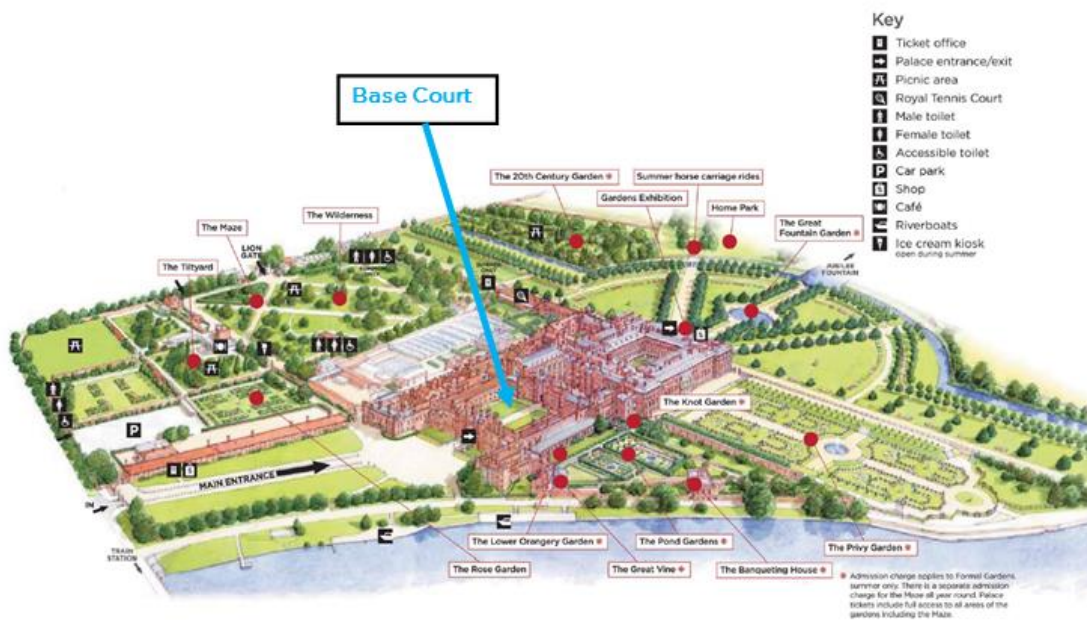 Base Court
Key
Ticket office
Palace entrance/exit
Picnic area
Royal Tennis Court
Male toilet
Female toilet
Accessible toilet
P Car park
Shop
Café
Riverboats
Ice cream kiosk
open during summer
The 20th Century Garden
Summer horse carriage rides
Gardens Exhibition
Home Park
The Great
Fountain Garden
JUBILEE
FOUNTAIN
The Wilderness
The Maze
LION
GATE
The Tiltyard
The Knot Garden
P
MAIN ENTRANCE
IN
TRAIN
STATION
The Lower Orangery Garden
The Pond Gardens
The Privy Garden
The Rose Garden
The Great Vine
The Banqueting House
Admission charge applies to Formal Gardens,
summer only. There is a separate admission
charge for the Maze all year round. Palace
tickets include full access to all areas of the
gardens including the Maze.